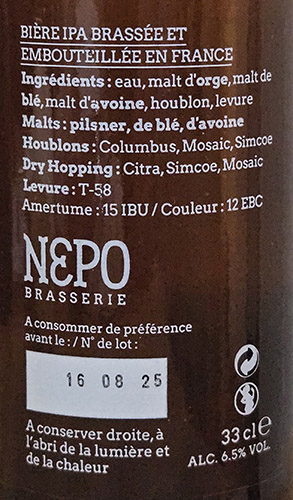 BIÈRE IPA BRASSÉE ET
EMBOUTEILLÉE EN FRANCE
Ingrédients : eau, malt d'orge, malt de
blé, malt d'avoine, houblon, levure
Malts : pilsner, de blé, d'avoine
Houblons : Columbus, Mosaic, Simcoe
Dry Hopping : Citra, Simcoe, Mosaic
Levure : T-58
Amertume : 15 IBU / Couleur : 12 EBC
NEPO
BRASSERIE
A consommer de préférence
avant le : / N° de lot :
16 08 25
A conserver droite, à
l'abri de la lumière et
de la chaleur
33 cl e
ALC. 6.5% VOL.